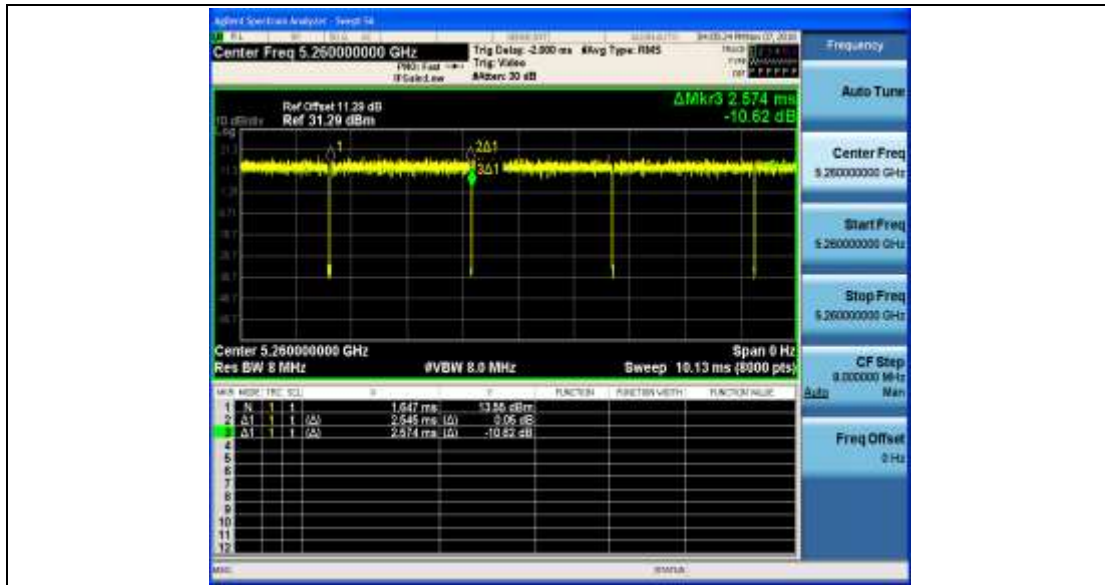 Agilent Spectrum Analyzer - Swept SA
Center Freq 5.260000000 GHz
PNO: Fast
IFGain:Low
Trig Delay: -2.000 ms #Avg Type: RMS
Trig: Video
#Atten: 30 dB
Frequency
Auto Tune
Ref Offset 11.29 dB
10 dB/div Ref 31.29 dBm
Log
ΔMkr3 2.574 ms
-10.62 dB
1
2Δ1
3Δ1
Center Freq
5.260000000 GHz
Start Freq
5.260000000 GHz
Stop Freq
5.260000000 GHz
Center 5.260000000 GHz
Span 0 Hz
Res BW 8 MHz
#VBW 8.0 MHz
Sweep 10.13 ms (8000 pts)
CF Step
8.000000 MHz
Auto Man
MKR MODE TRC SCL X Y FUNCTION FUNCTION WIDTH FUNCTION VALUE
1 N 1 t 1.647 ms
2 Δ1 1 t (Δ) 2.545 ms (Δ) 0.05 dB
3 Δ1 1 t (Δ) 2.574 ms (Δ) -10.62 dB
4
5
6
7
8
9
10
11
12
Freq Offset
0 Hz
MSG
STATUS